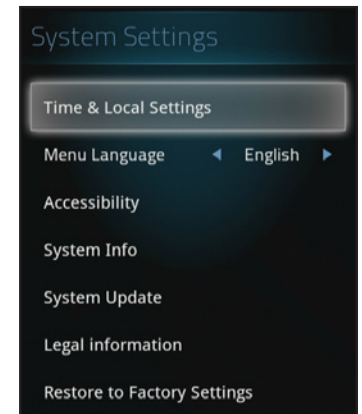 System Settings
Time & Local Settings
Menu Language ◀ English ▶
Accessibility
System Info
System Update
Legal information
Restore to Factory Settings